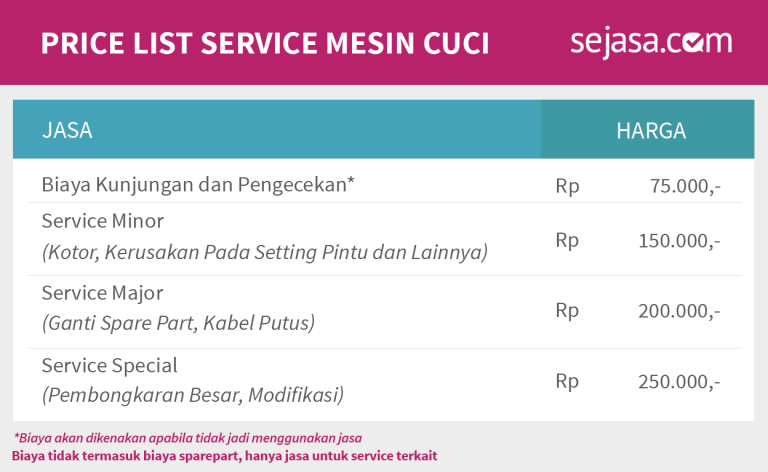 PRICE LIST SERVICE MESIN CUCI
sejasa.com
JASA
HARGA
Biaya Kunjungan dan Pengecekan* Rp 75.000,-
Service Minor
(Kotor, Kerusakan Pada Setting Pintu dan Lainnya) Rp 150.000,-
Service Major
(Ganti Spare Part, Kabel Putus) Rp 200.000,-
Service Special
(Pembongkaran Besar, Modifikasi) Rp 250.000,-
*Biaya akan dikenakan apabila tidak jadi menggunakan jasa
Biaya tidak termasuk biaya sparepart, hanya jasa untuk service terkait